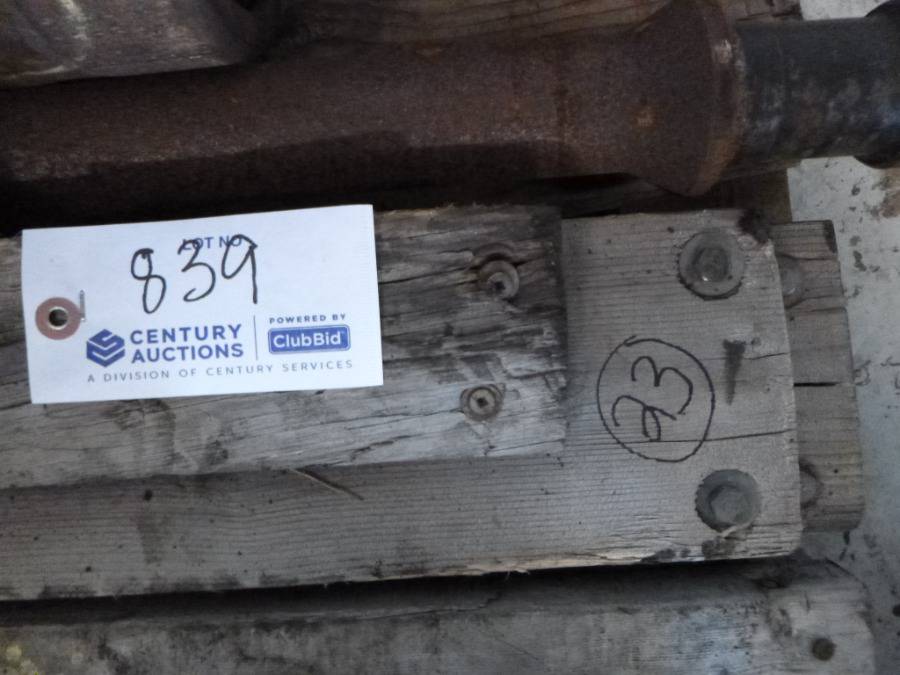 LOT NO.
839
CENTURY
AUCTIONS
POWERED BY
ClubBid
A DIVISION OF CENTURY SERVICES
23